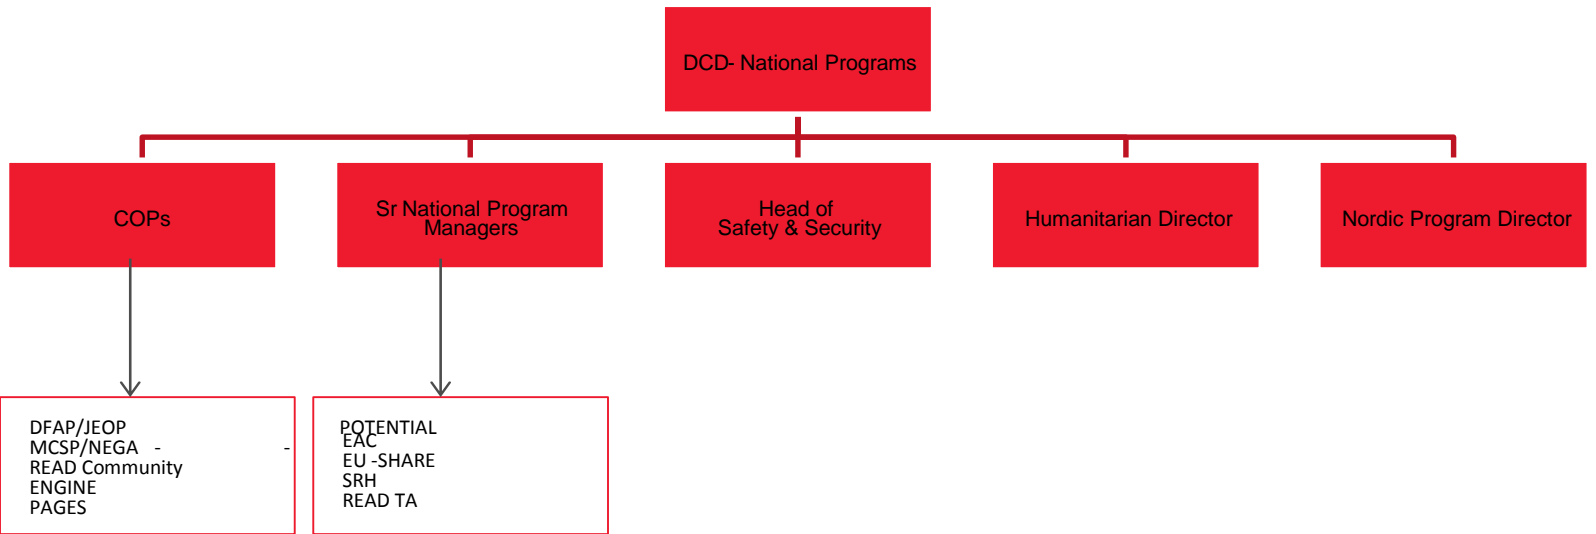 DCD- National Programs
COPs
Sr National Program
Managers
Head of
Safety & Security
Humanitarian Director
Nordic Program Director
DFAP/JEOP
MCSP/NEGA - -
READ Community
ENGINE
PAGES
POTENTIAL
EAC
EU -SHARE
SRH
READ TA